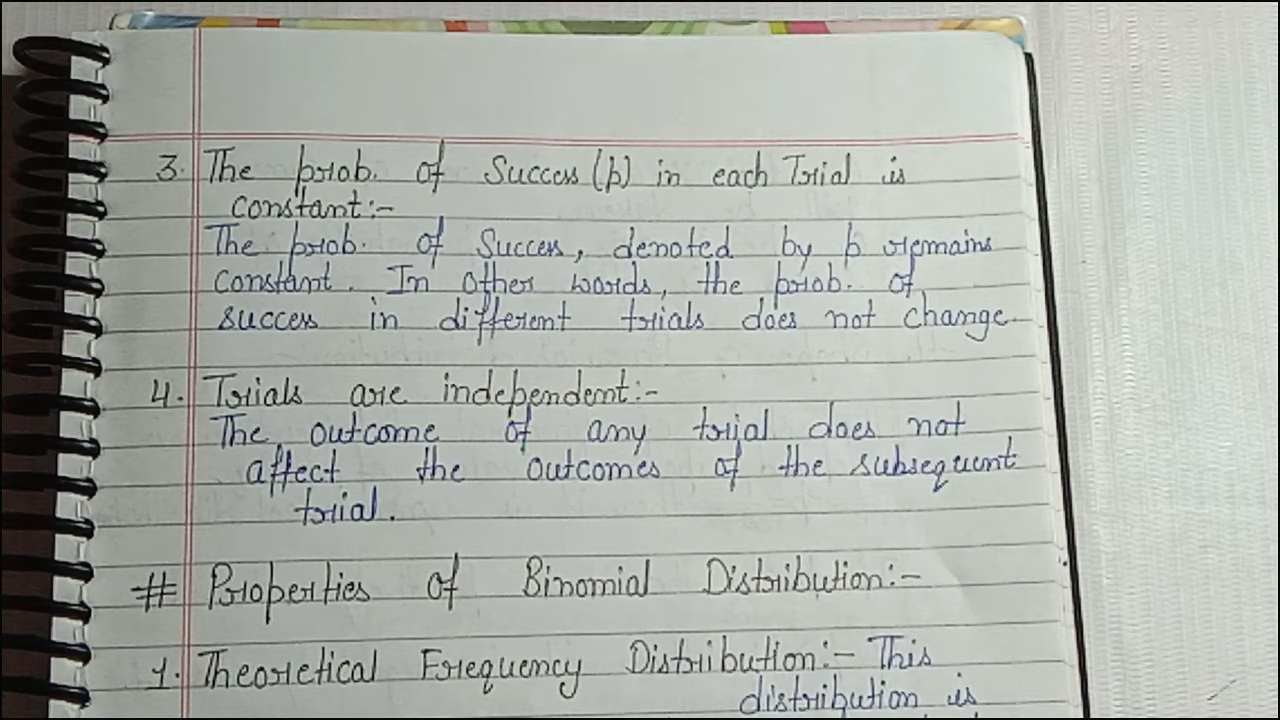 3. The prob. of Success (p) in each Trial is
constant:-
The prob. of Success, denoted by p remains
constant. In other words, the prob. of
success in different trials does not change.
4. Trials are independent:-
The outcome of any trial does not
affect the outcomes of the subsequent
trial.
# Properties of Binomial Distribution:-
1. Theoretical Frequency Distribution:- This
distribution is